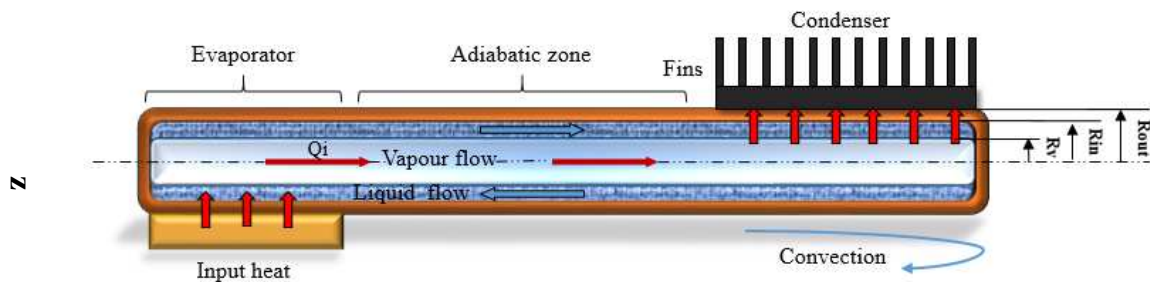 Condenser
Evaporator
Adiabatic zone
Fins
Qi
Vapour flow
Rv
Rin
Rout
z
Liquid flow
Convection
Input heat